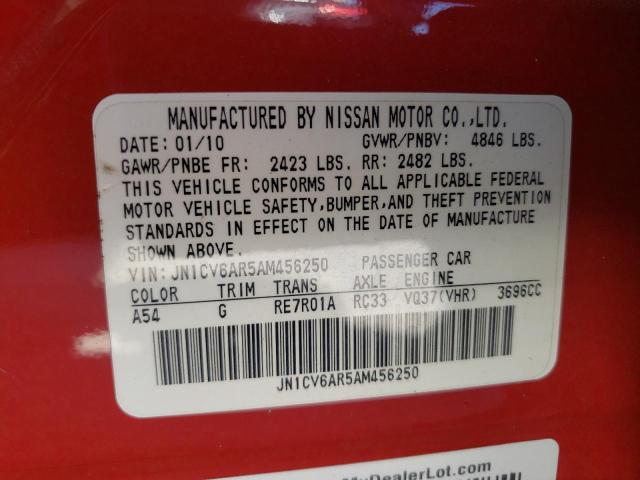 MANUFACTURED BY NISSAN MOTOR CO.,LTD.
DATE: 01/10 GVWR/PNBV: 4846 LBS.
GAWR/PNBE FR: 2423 LBS. RR: 2482 LBS.
THIS VEHICLE CONFORMS TO ALL APPLICABLE FEDERAL
MOTOR VEHICLE SAFETY,BUMPER,AND THEFT PREVENTION
STANDARDS IN EFFECT ON THE DATE OF MANUFACTURE
SHOWN ABOVE.
VIN: JN1CV6AR5AM456250 PASSENGER CAR
COLOR TRIM TRANS AXLE ENGINE
A54 G RE7R01A RC33 VQ37(VHR) 3696CC
JN1CV6AR5AM456250
MyDealerLot.com